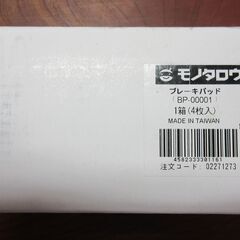 モノタロウ
ブレーキパッド
(BP-00001)
1箱(4枚入)
MADE IN TAIWAN
4582333301161
注文コード:02271273